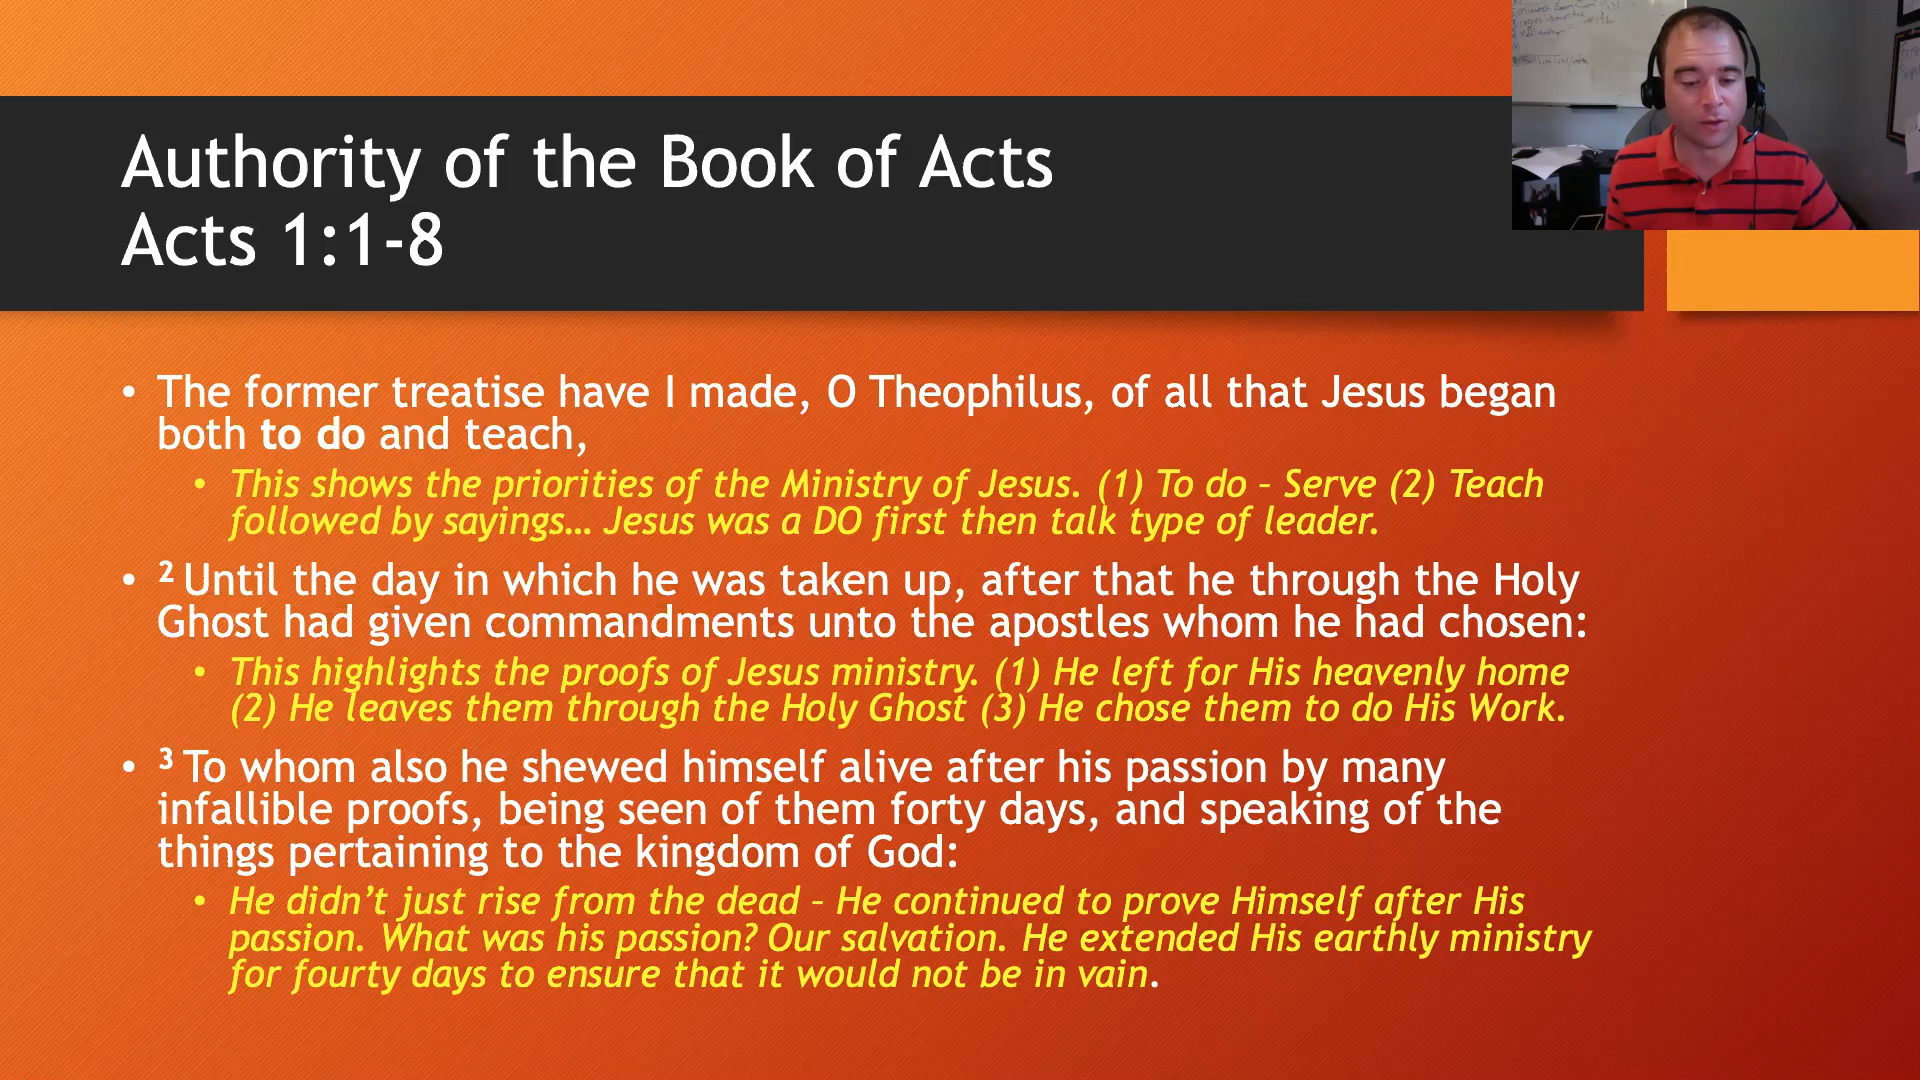 Authority of the Book of Acts
Acts 1:1-8
• The former treatise have I made, O Theophilus, of all that Jesus began
both to do and teach,
• This shows the priorities of the Ministry of Jesus. (1) To do – Serve (2) Teach
followed by sayings… Jesus was a DO first then talk type of leader.
• 2 Until the day in which he was taken up, after that he through the Holy
Ghost had given commandments unto the apostles whom he had chosen:
• This highlights the proofs of Jesus ministry. (1) He left for His heavenly home
(2) He leaves them through the Holy Ghost (3) He chose them to do His Work.
• 3 To whom also he shewed himself alive after his passion by many
infallible proofs, being seen of them forty days, and speaking of the
things pertaining to the kingdom of God:
• He didn’t just rise from the dead – He continued to prove Himself after His
passion. What was his passion? Our salvation. He extended His earthly ministry
for fourty days to ensure that it would not be in vain.